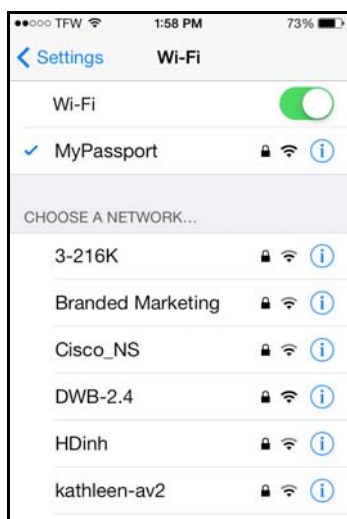 TFW 1:58 PM 73%
Settings Wi-Fi
Wi-Fi
MyPassport
CHOOSE A NETWORK...
3-216K
Branded Marketing
Cisco_NS
DWB-2.4
HDinh
kathleen-av2